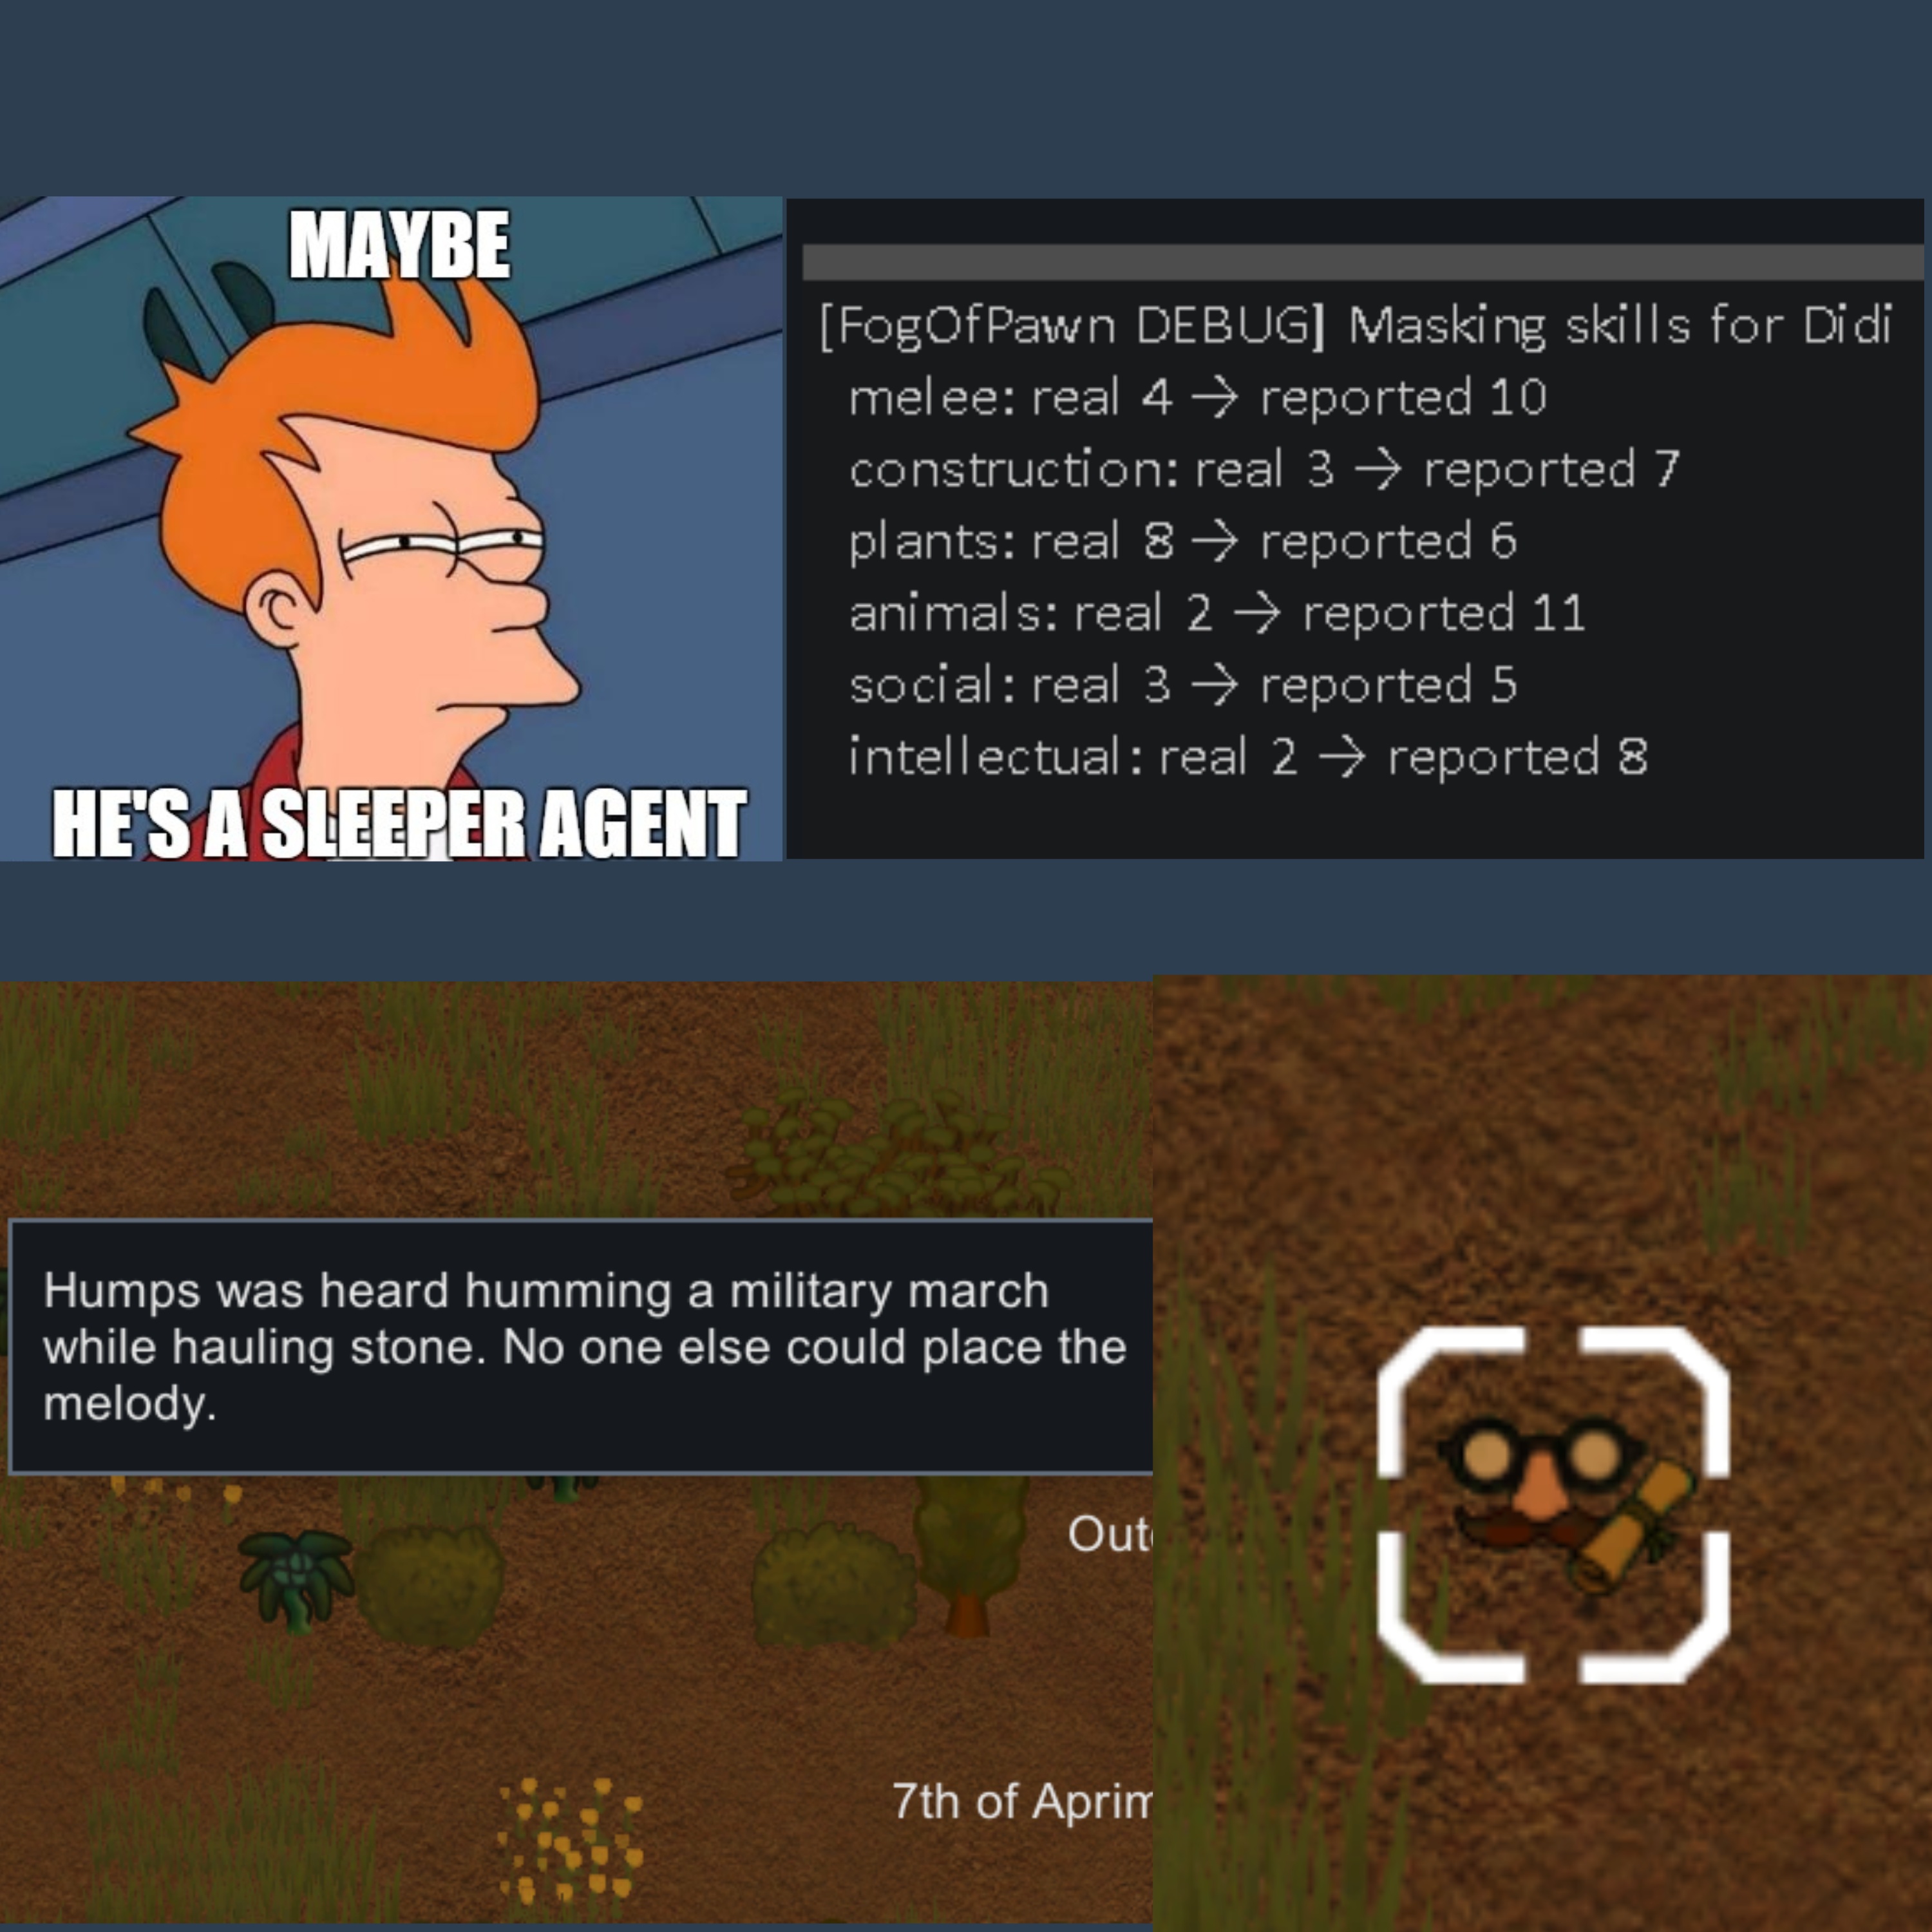 MAYBE
HE'S A SLEEPER AGENT
[FogOfPawn DEBUG] Masking skills for Didi
melee: real 4 → reported 10
construction: real 3 → reported 7
plants: real 8 → reported 6
animals: real 2 → reported 11
social: real 3 → reported 5
intellectual: real 2 → reported 8
Humps was heard humming a military march
while hauling stone. No one else could place the
melody.
Out
7th of Aprim